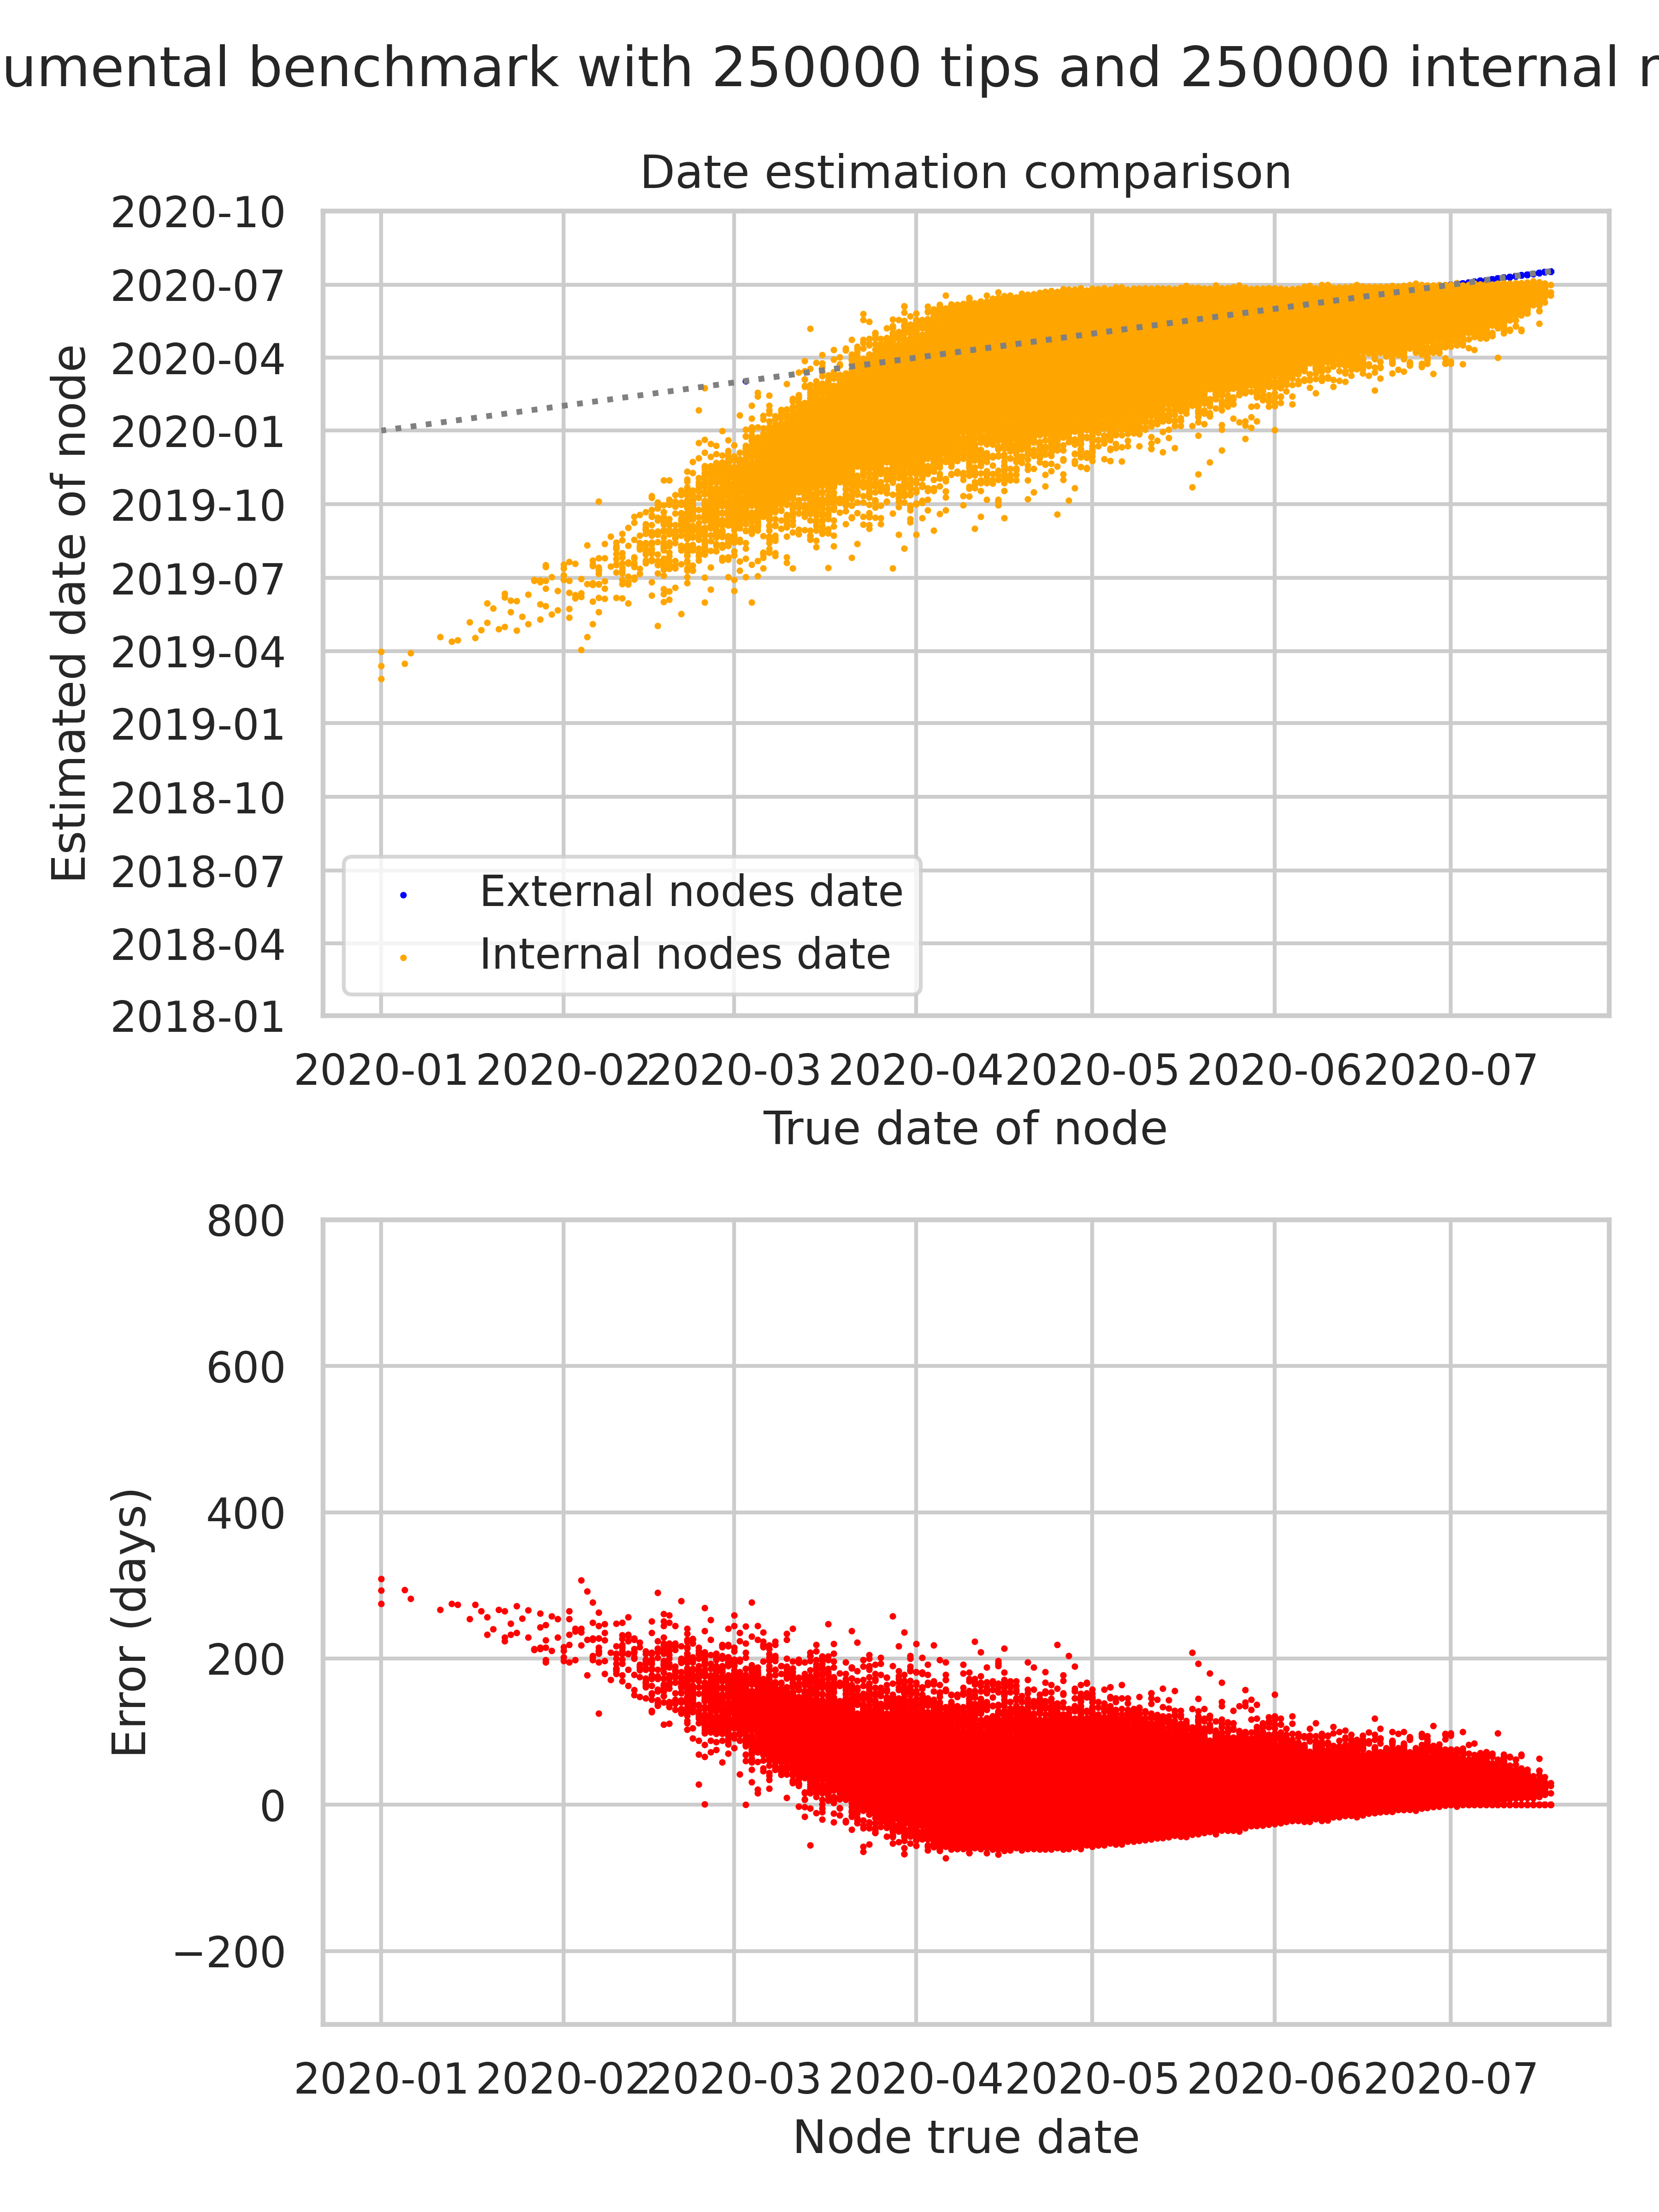 umental benchmark with 250000 tips and 250000 internal
Date estimation comparison
2020-10
2020-07
2020-04
2020-01
2019-10
2019-07
2019-04
2019-01
2018-10
2018-07
2018-04
2018-01
Estimated date of node
External nodes date
Internal nodes date
2020-01 2020-02 2020-03 2020-04 2020-05 2020-06 2020-07
True date of node
800
600
400
200
0
−200
Error (days)
2020-01 2020-02 2020-03 2020-04 2020-05 2020-06 2020-07
Node true date